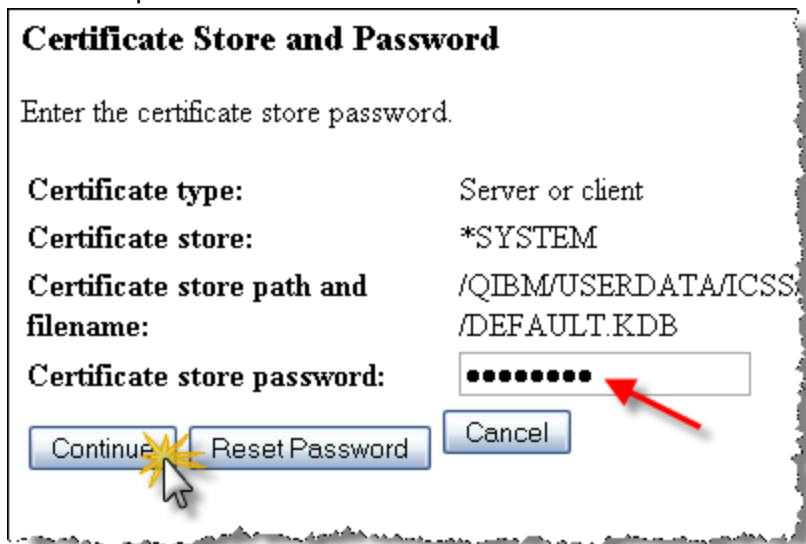 Certificate Store and Password
Enter the certificate store password.
Certificate type: Server or client
Certificate store: *SYSTEM
Certificate store path and /QIBM/USERDATA/ICSS
filename: /DEFAULT.KDB
Certificate store password: ●●●●●●●●
Continue Reset Password Cancel